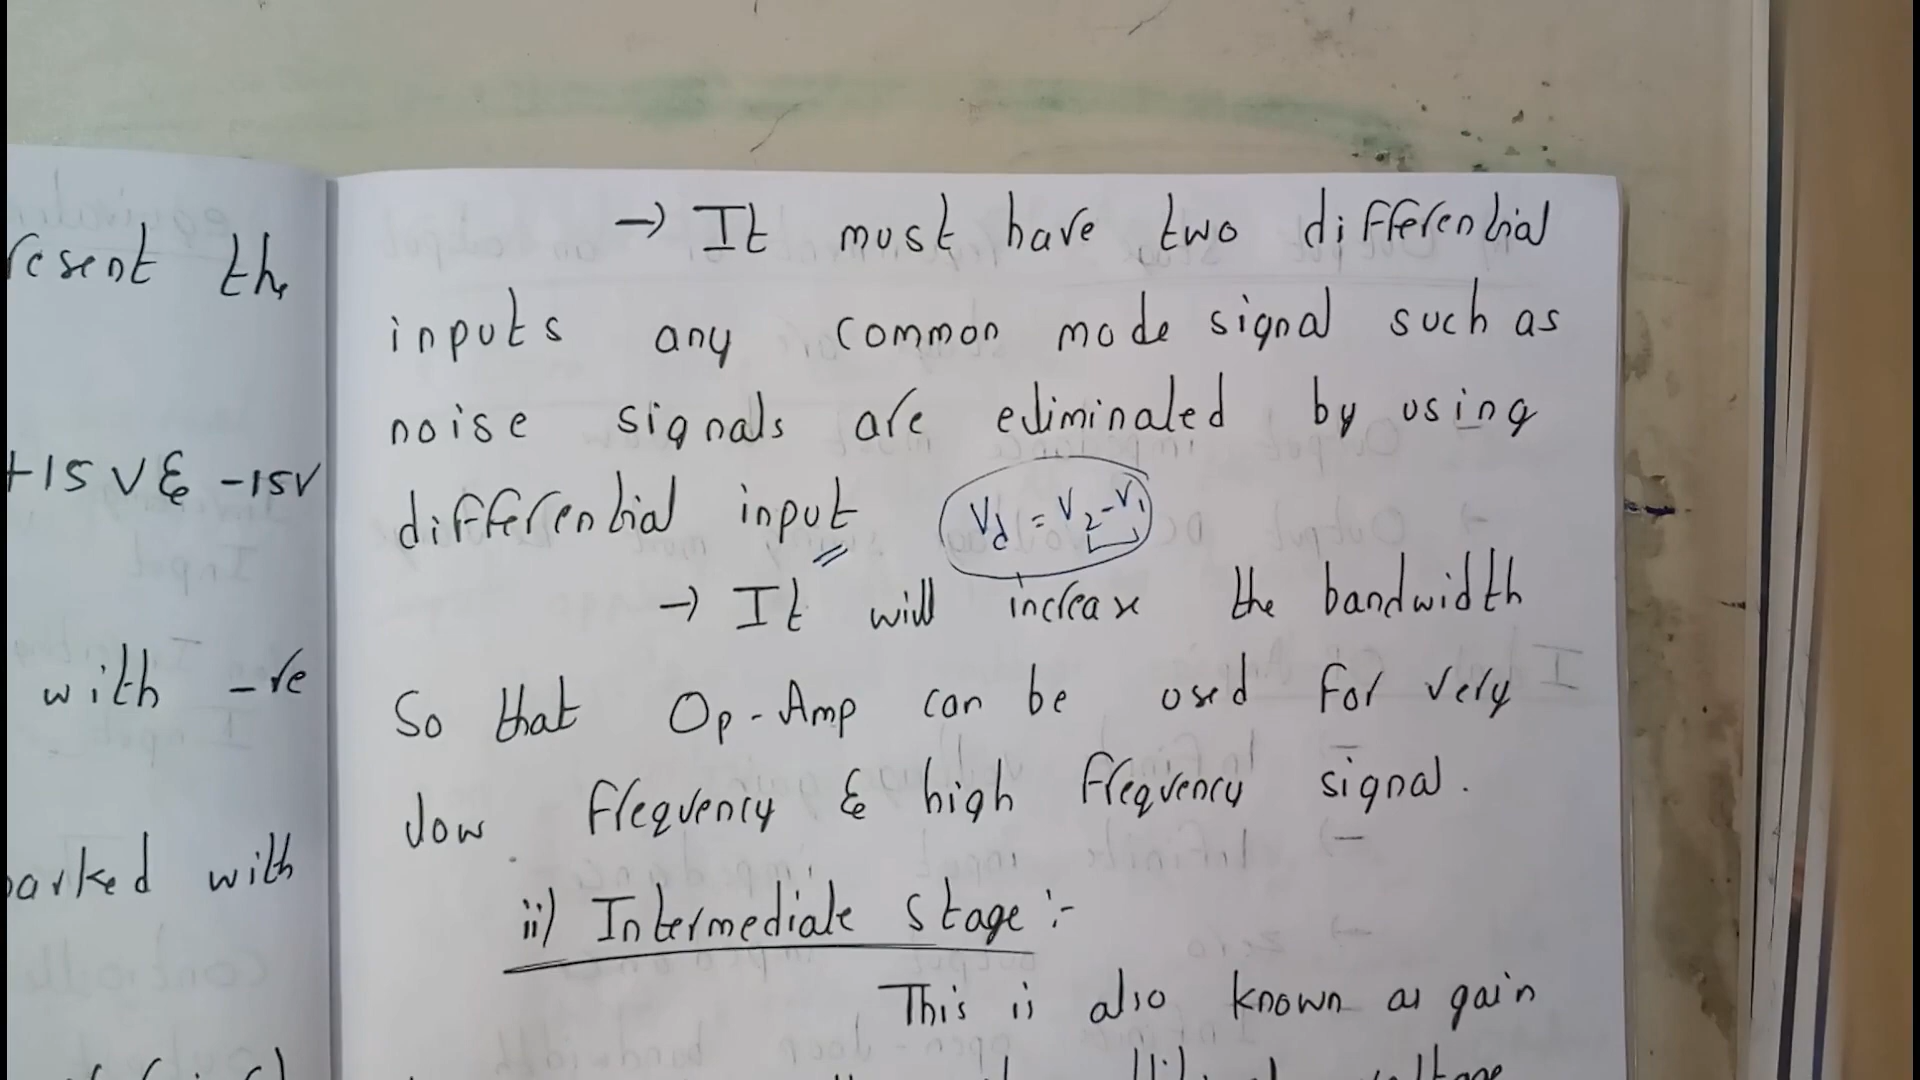 resent the
+15V & -15V
with -ve
marked with
→ It must have two differential
inputs any common mode signal such as
noise signals are eliminated by using
differential input Vd = V2 - V1
→ It will increase the bandwidth
So that Op-Amp can be used for very
low frequency & high frequency signal.
ii) Intermediate stage :-
This is also known as gain